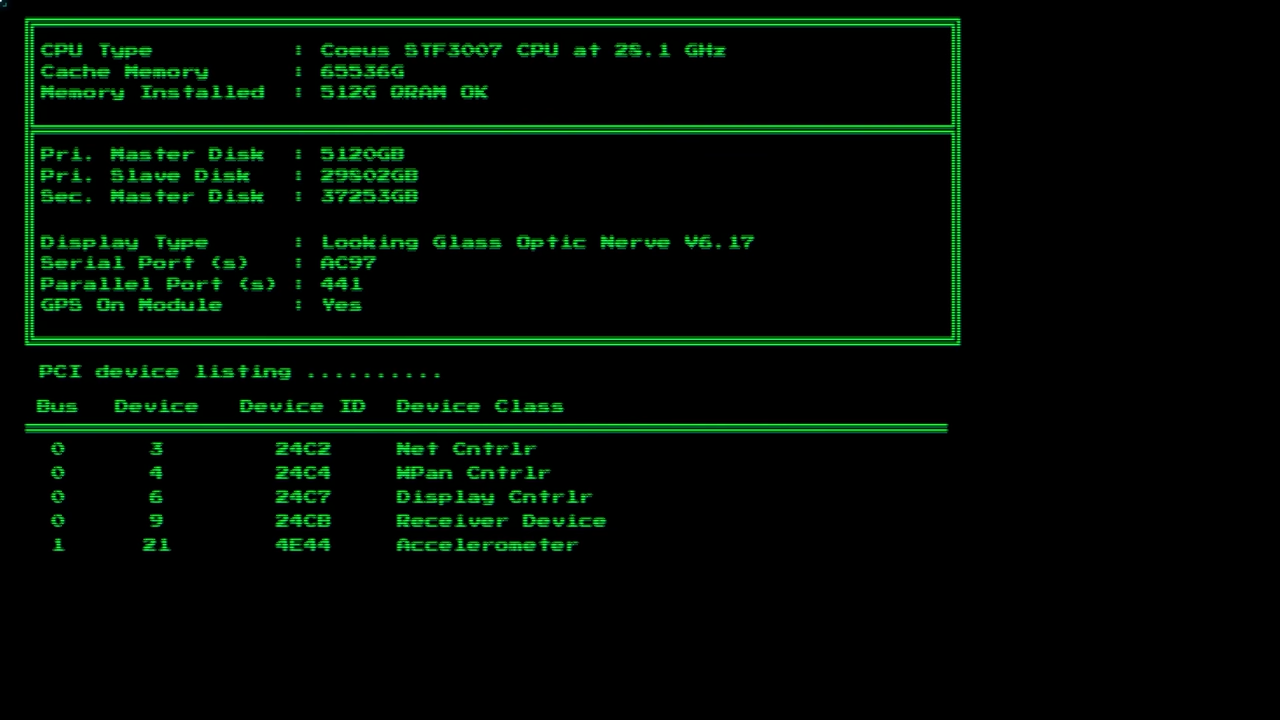 CPU Type : Coeus STF3007 CPU at 25.1 GHz
Cache Memory : 65536G
Memory Installed : 512G DRAM OK
Pri. Master Disk : 5120GB
Pri. Slave Disk : 29802GB
Sec. Master Disk : 37253GB
Display Type : Looking Glass Optic Nerve V6.17
Serial Port (s) : AC97
Parallel Port (s) : 441
GPS On Module : Yes
PCI device listing ..........
Bus Device Device ID Device Class
0 3 24C2 Net Cntrlr
0 4 24C4 WPan Cntrlr
0 6 24C7 Display Cntrlr
0 9 24CB Receiver Device
1 21 4E44 Accelerometer